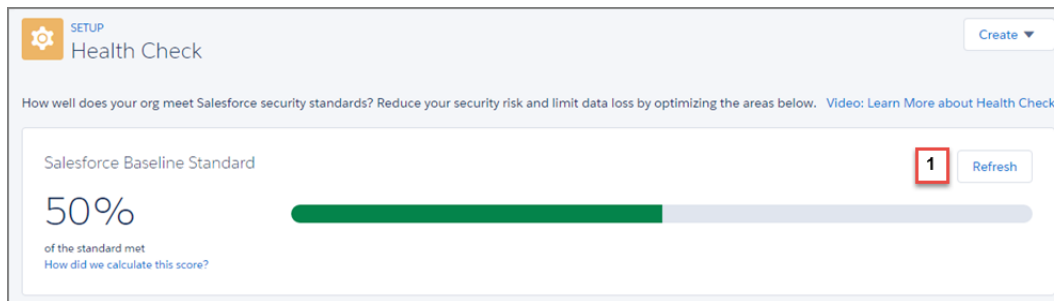 SETUP
Health Check
Create
How well does your org meet Salesforce security standards? Reduce your security risk and limit data loss by optimizing the areas below. Video: Learn More about Health Check
Salesforce Baseline Standard
1
Refresh
50%
of the standard met
How did we calculate this score?